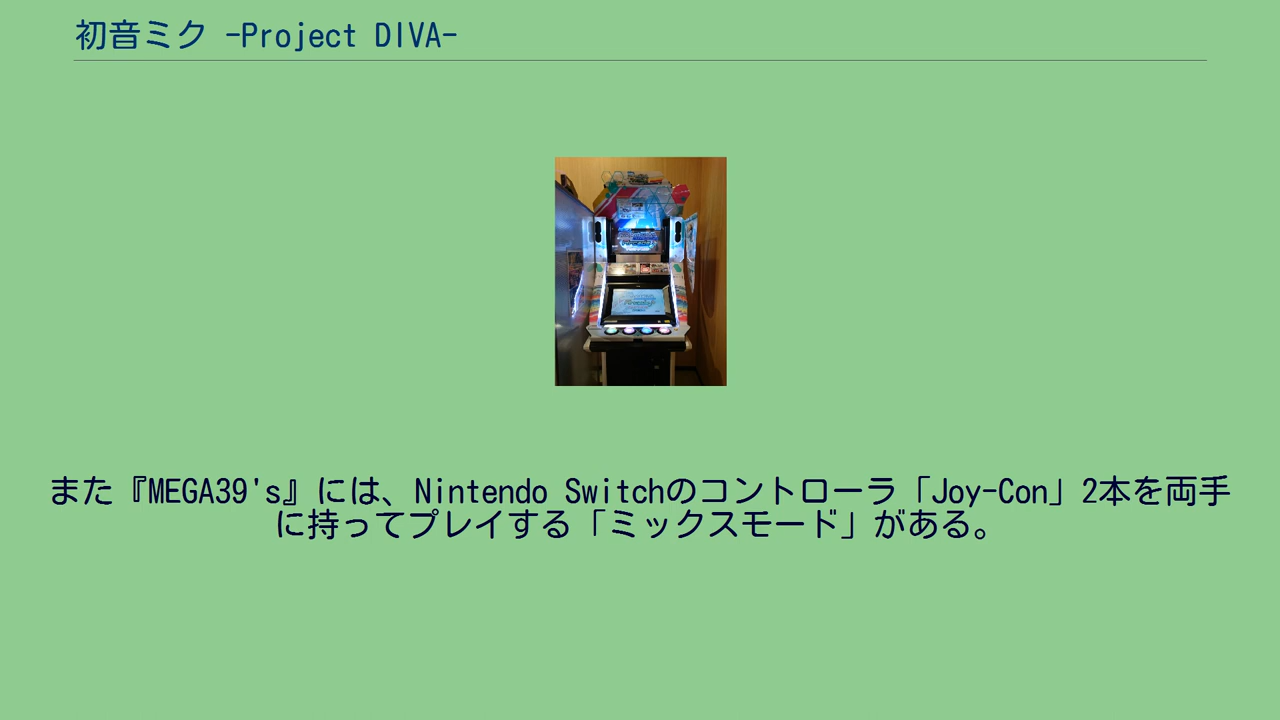 初音ミク -Project DIVA-
また『MEGA39's』には、Nintendo Switchのコントローラ「Joy-Con」2本を両手
に持ってプレイする「ミックスモード」がある。